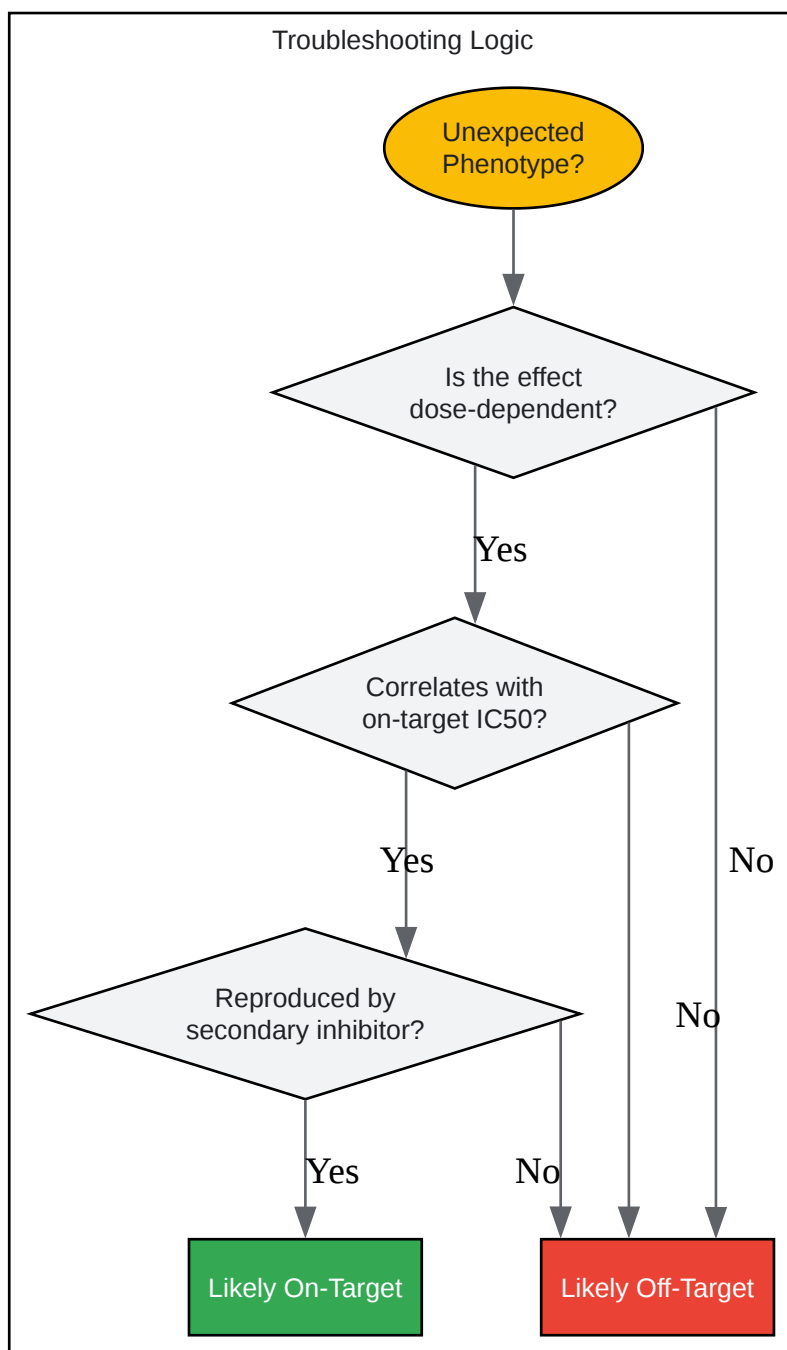 Troubleshooting Logic
Unexpected
Phenotype?
Is the effect
dose-dependent?
Yes
Correlates with
on-target IC50?
Yes
No
Reproduced by
secondary inhibitor?
No
Yes
No
Likely On-Target
Likely Off-Target